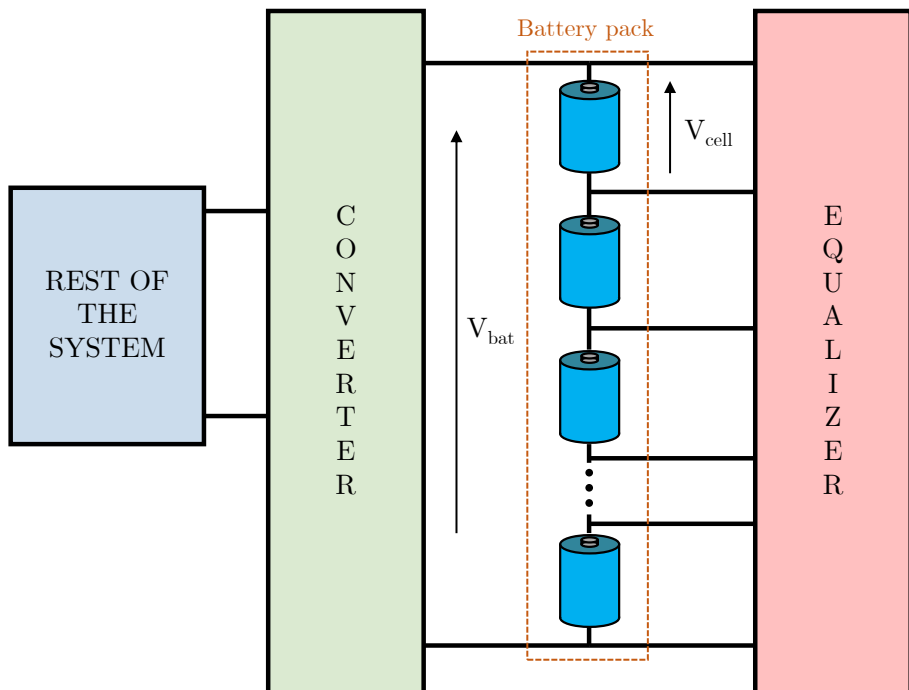 Battery pack
V_cell
V_bat
REST OF
THE
SYSTEM
C
O
N
V
E
R
T
E
R
E
Q
U
A
L
I
Z
E
R